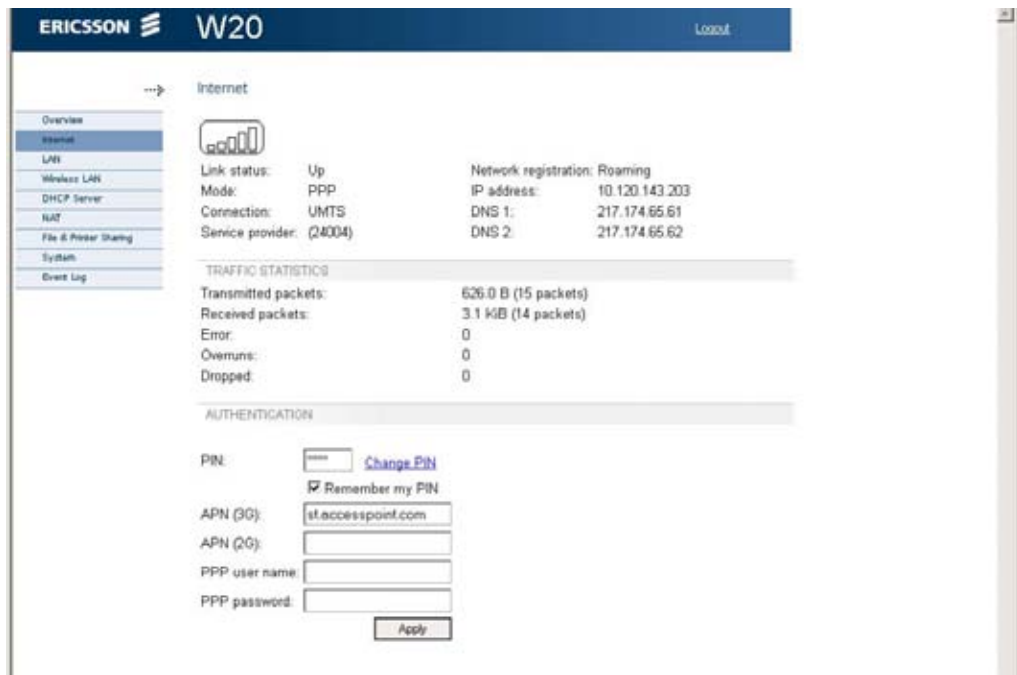 ERICSSON W20 Logout
Internet
Overview
Internet
LAN
Wireless LAN
DHCP Server
NAT
File & Printer Sharing
System
Event Log
Link status: Up Network registration: Roaming
Mode: PPP IP address: 10.120.143.203
Connection: UMTS DNS 1: 217.174.65.61
Service provider: (24004) DNS 2: 217.174.65.62
TRAFFIC STATISTICS
Transmitted packets: 626.0 B (15 packets)
Received packets: 3.1 KiB (14 packets)
Error: 0
Overruns: 0
Dropped: 0
AUTHENTICATION
PIN: **** Change PIN
Remember my PIN
APN (3G): st.accesspoint.com
APN (2G):
PPP user name:
PPP password:
Apply